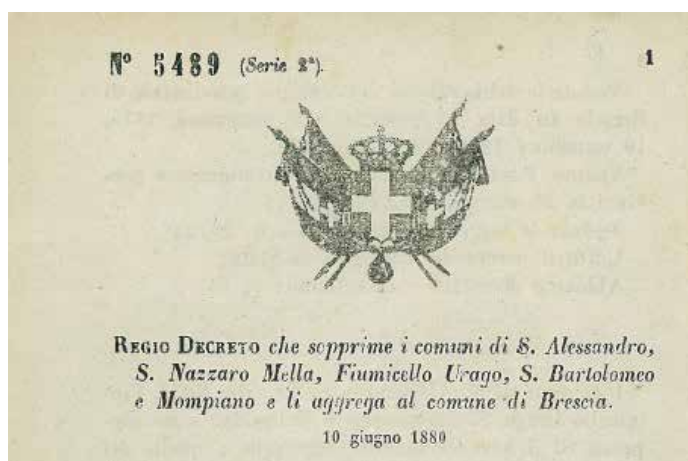 Nº 5489 (Serie 2ª). 1
REGIO DECRETO che sopprime i comuni di S. Alessandro,
S. Nazzaro Mella, Fiumicello Urago, S. Bartolomeo
e Mompiano e li aggrega al comune di Brescia.
10 giugno 1880